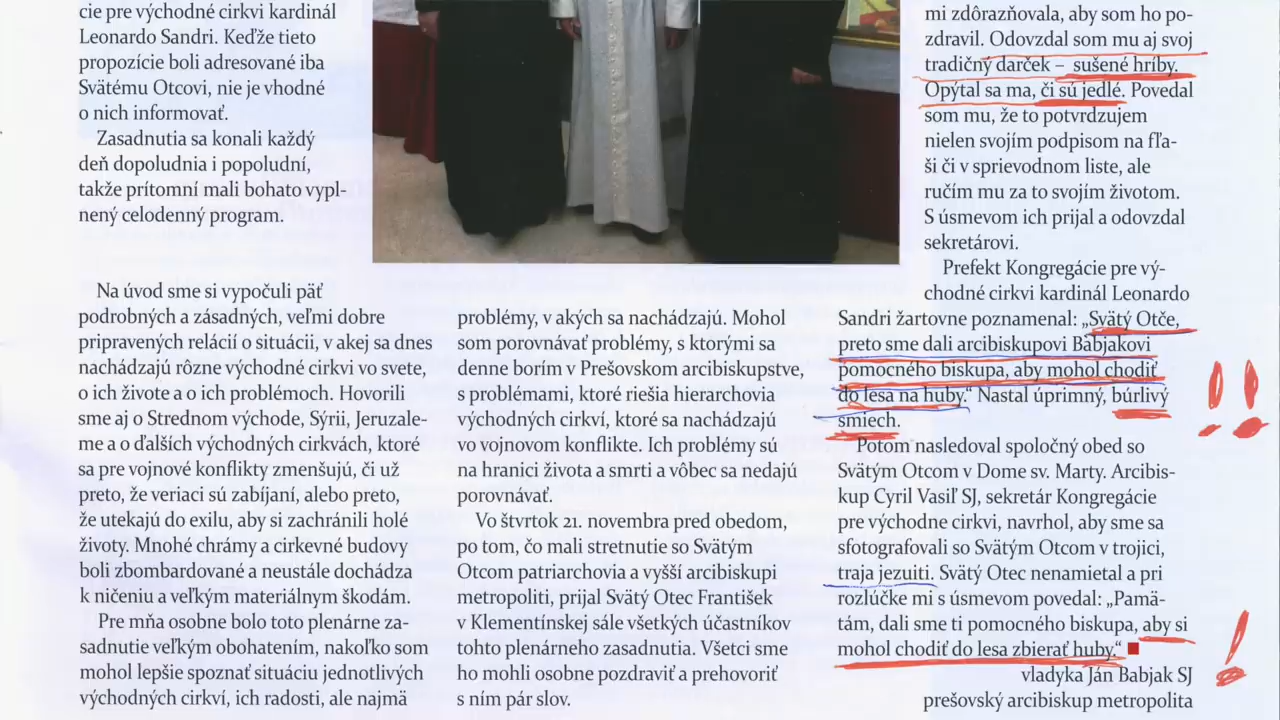 cie pre východné cirkvi kardinál
Leonardo Sandri. Keďže tieto
propozície boli adresované iba
Svätému Otcovi, nie je vhodné
o nich informovať.
Zasadnutia sa konali každý
deň dopoludnia i popoludní,
takže prítomní mali bohato vypl-
nený celodenný program.
Na úvod sme si vypočuli päť
podrobných a zásadných, veľmi dobre
pripravených relácií o situácii, v akej sa dnes
nachádzajú rôzne východné cirkvi vo svete,
o ich živote a o ich problémoch. Hovorili
sme aj o Strednom východe, Sýrii, Jeruzale-
me a o ďalších východných cirkvách, ktoré
sa pre vojnové konflikty zmenšujú, či už
preto, že veriaci sú zabíjaní, alebo preto,
že utekajú do exilu, aby si zachránili holé
životy. Mnohé chrámy a cirkevné budovy
boli zbombardované a neustále dochádza
k ničeniu a veľkým materiálnym škodám.
Pre mňa osobne bolo toto plenárne za-
sadnutie veľkým obohatením, nakoľko som
mohol lepšie spoznať situáciu jednotlivých
východných cirkví, ich radosti, ale najmä
problémy, v akých sa nachádzajú. Mohol
som porovnávať problémy, s ktorými sa
denne borím v Prešovskom arcibiskupstve,
s problémami, ktoré riešia hierarchovia
východných cirkví, ktoré sa nachádzajú
vo vojnovom konflikte. Ich problémy sú
na hranici života a smrti a vôbec sa nedajú
porovnávať.
Vo štvrtok 21. novembra pred obedom,
po tom, čo mali stretnutie so Svätým
Otcom patriarchovia a vyšší arcibiskupi
metropoliti, prijal Svätý Otec František
v Klementínskej sále všetkých účastníkov
tohto plenárneho zasadnutia. Všetci sme
ho mohli osobne pozdraviť a prehovoriť
s ním pár slov.
mi zdôrazňovala, aby som ho po-
zdravil. Odovzdal som mu aj svoj
tradičný darček – sušené hríby.
Opýtal sa ma, či sú jedlé. Povedal
som mu, že to potvrdzujem
nielen svojím podpisom na fľa-
ši či v sprievodnom liste, ale
ručím mu za to svojím životom.
S úsmevom ich prijal a odovzdal
sekretárovi.
Prefekt Kongregácie pre vý-
chodné cirkvi kardinál Leonardo
Sandri žartovne poznamenal: „Svätý Otče,
preto sme dali arcibiskupovi Babjakovi
pomocného biskupa, aby mohol chodiť
do lesa na huby.“ Nastal úprimný, búrlivý
smiech.
Potom nasledoval spoločný obed so
Svätým Otcom v Dome sv. Marty. Arcibis-
kup Cyril Vasiľ SJ, sekretár Kongregácie
pre východne cirkvi, navrhol, aby sme sa
sfotografovali so Svätým Otcom v trojici,
traja jezuiti. Svätý Otec nenamietal a pri
rozlúčke mi s úsmevom povedal: „Pamä-
tám, dali sme ti pomocného biskupa, aby si
mohol chodiť do lesa zbierať huby.“
vladyka Ján Babjak SJ
prešovský arcibiskup metropolita
!!
!